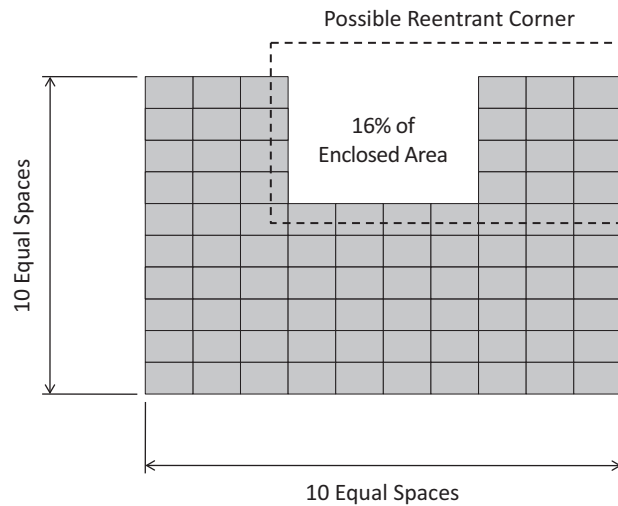 Possible Reentrant Corner
16% of
Enclosed Area
10 Equal Spaces
10 Equal Spaces